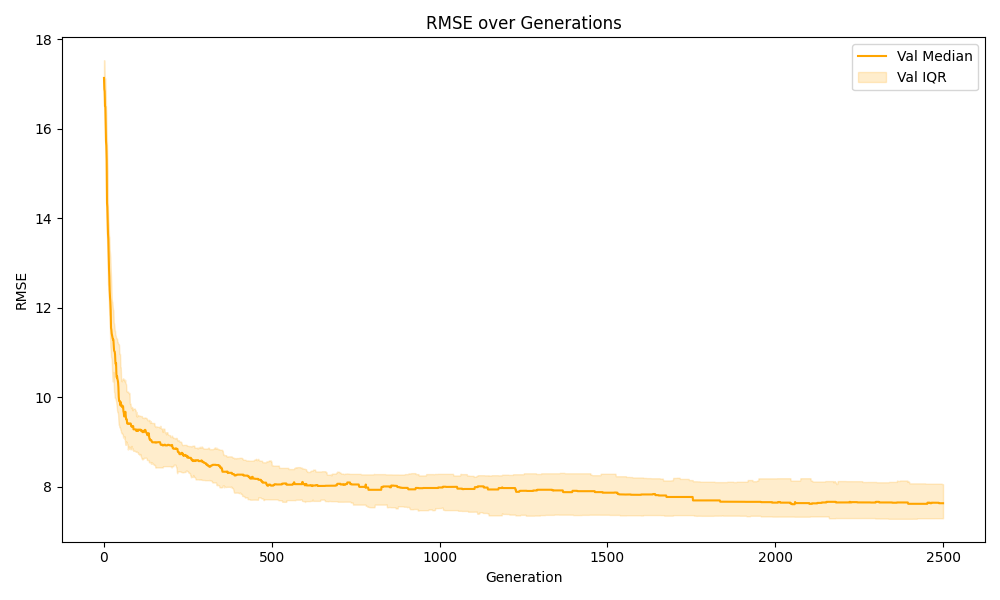 RMSE over Generations
18
16
14
12
10
8
RMSE
Val Median
Val IQR
0
500
1000
1500
2000
2500
Generation